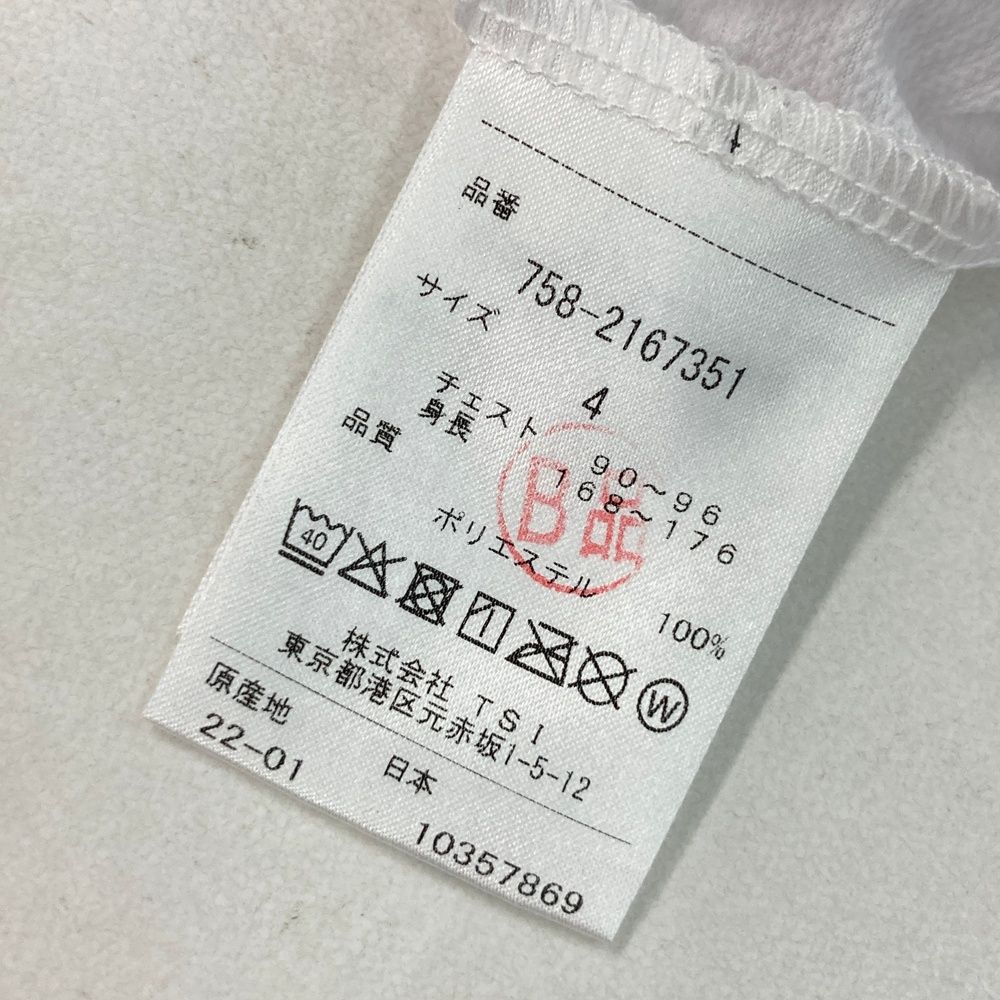 品番
758-2167351
サイズ
4
チェスト 90～96
身長 168～176
B品
品質
ポリエステル 100%
40
W
株式会社 TSI
東京都港区元赤坂1-5-12
原産地
日本
22-01
10357869